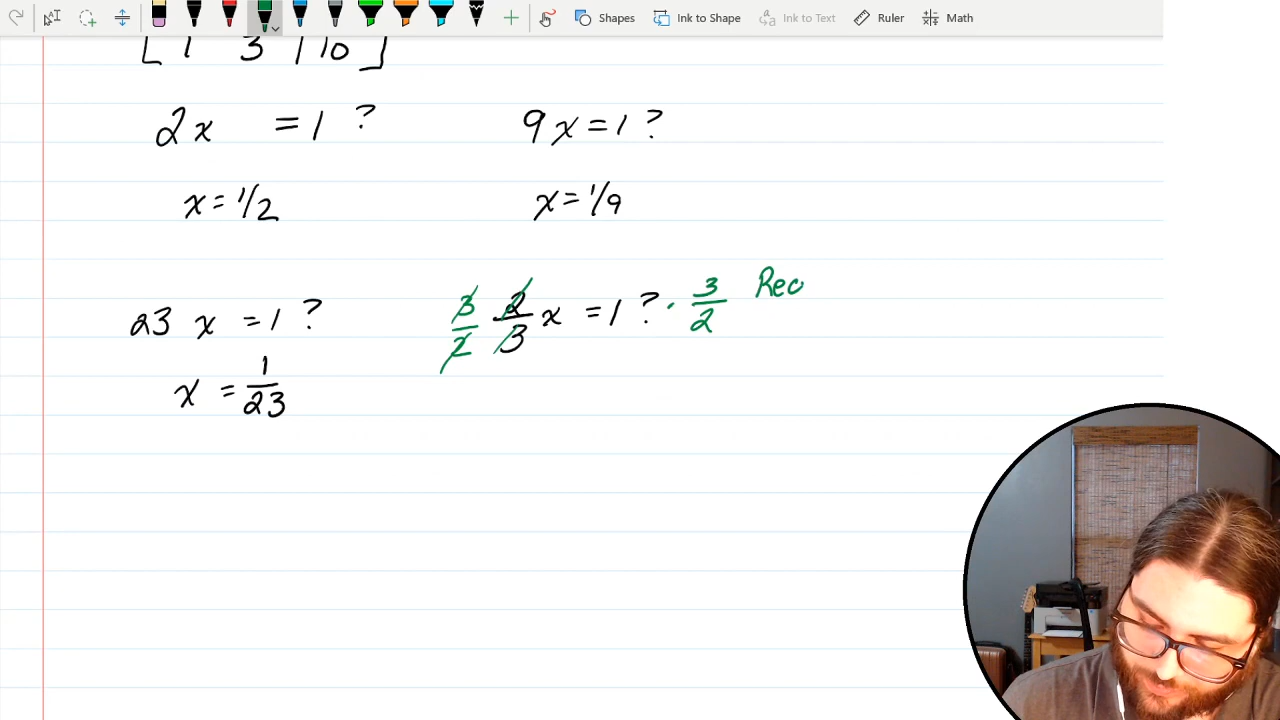 Shapes Ink to Shape Ink to Text Ruler Math
[ 1 3 | 10 ]
2x = 1 ? 9x = 1 ?
x = 1/2 x = 1/9
23 x = 1 ? 3/2 2/3 x = 1 ? · 3/2 Rec
x = 1/23